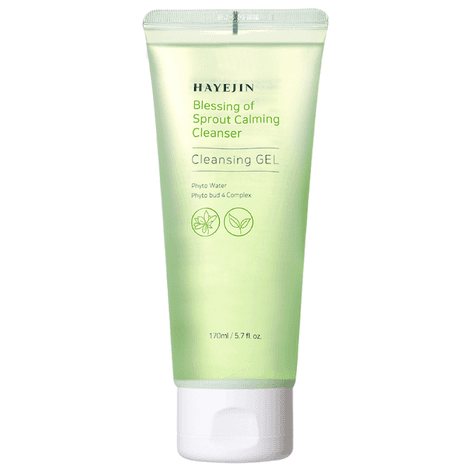 HAYEJIN
Blessing of
Sprout Calming
Cleanser
Cleansing GEL
Phyto Water
Phyto bud 4 Complex
170ml / 5.7 fl. oz.